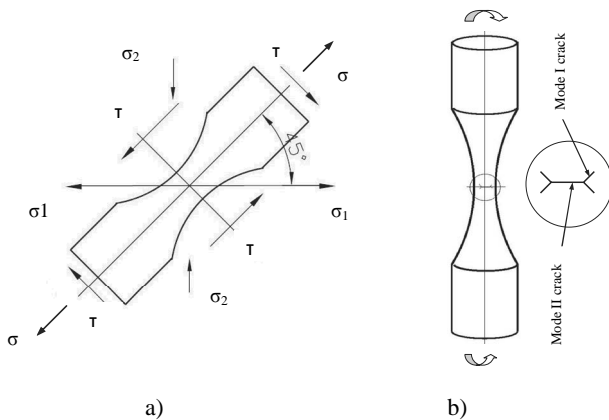 σ₂
σ
T
T
45°
σ1
σ₁
T
σ₂
T
σ
a)
Mode I crack
Mode II crack
b)